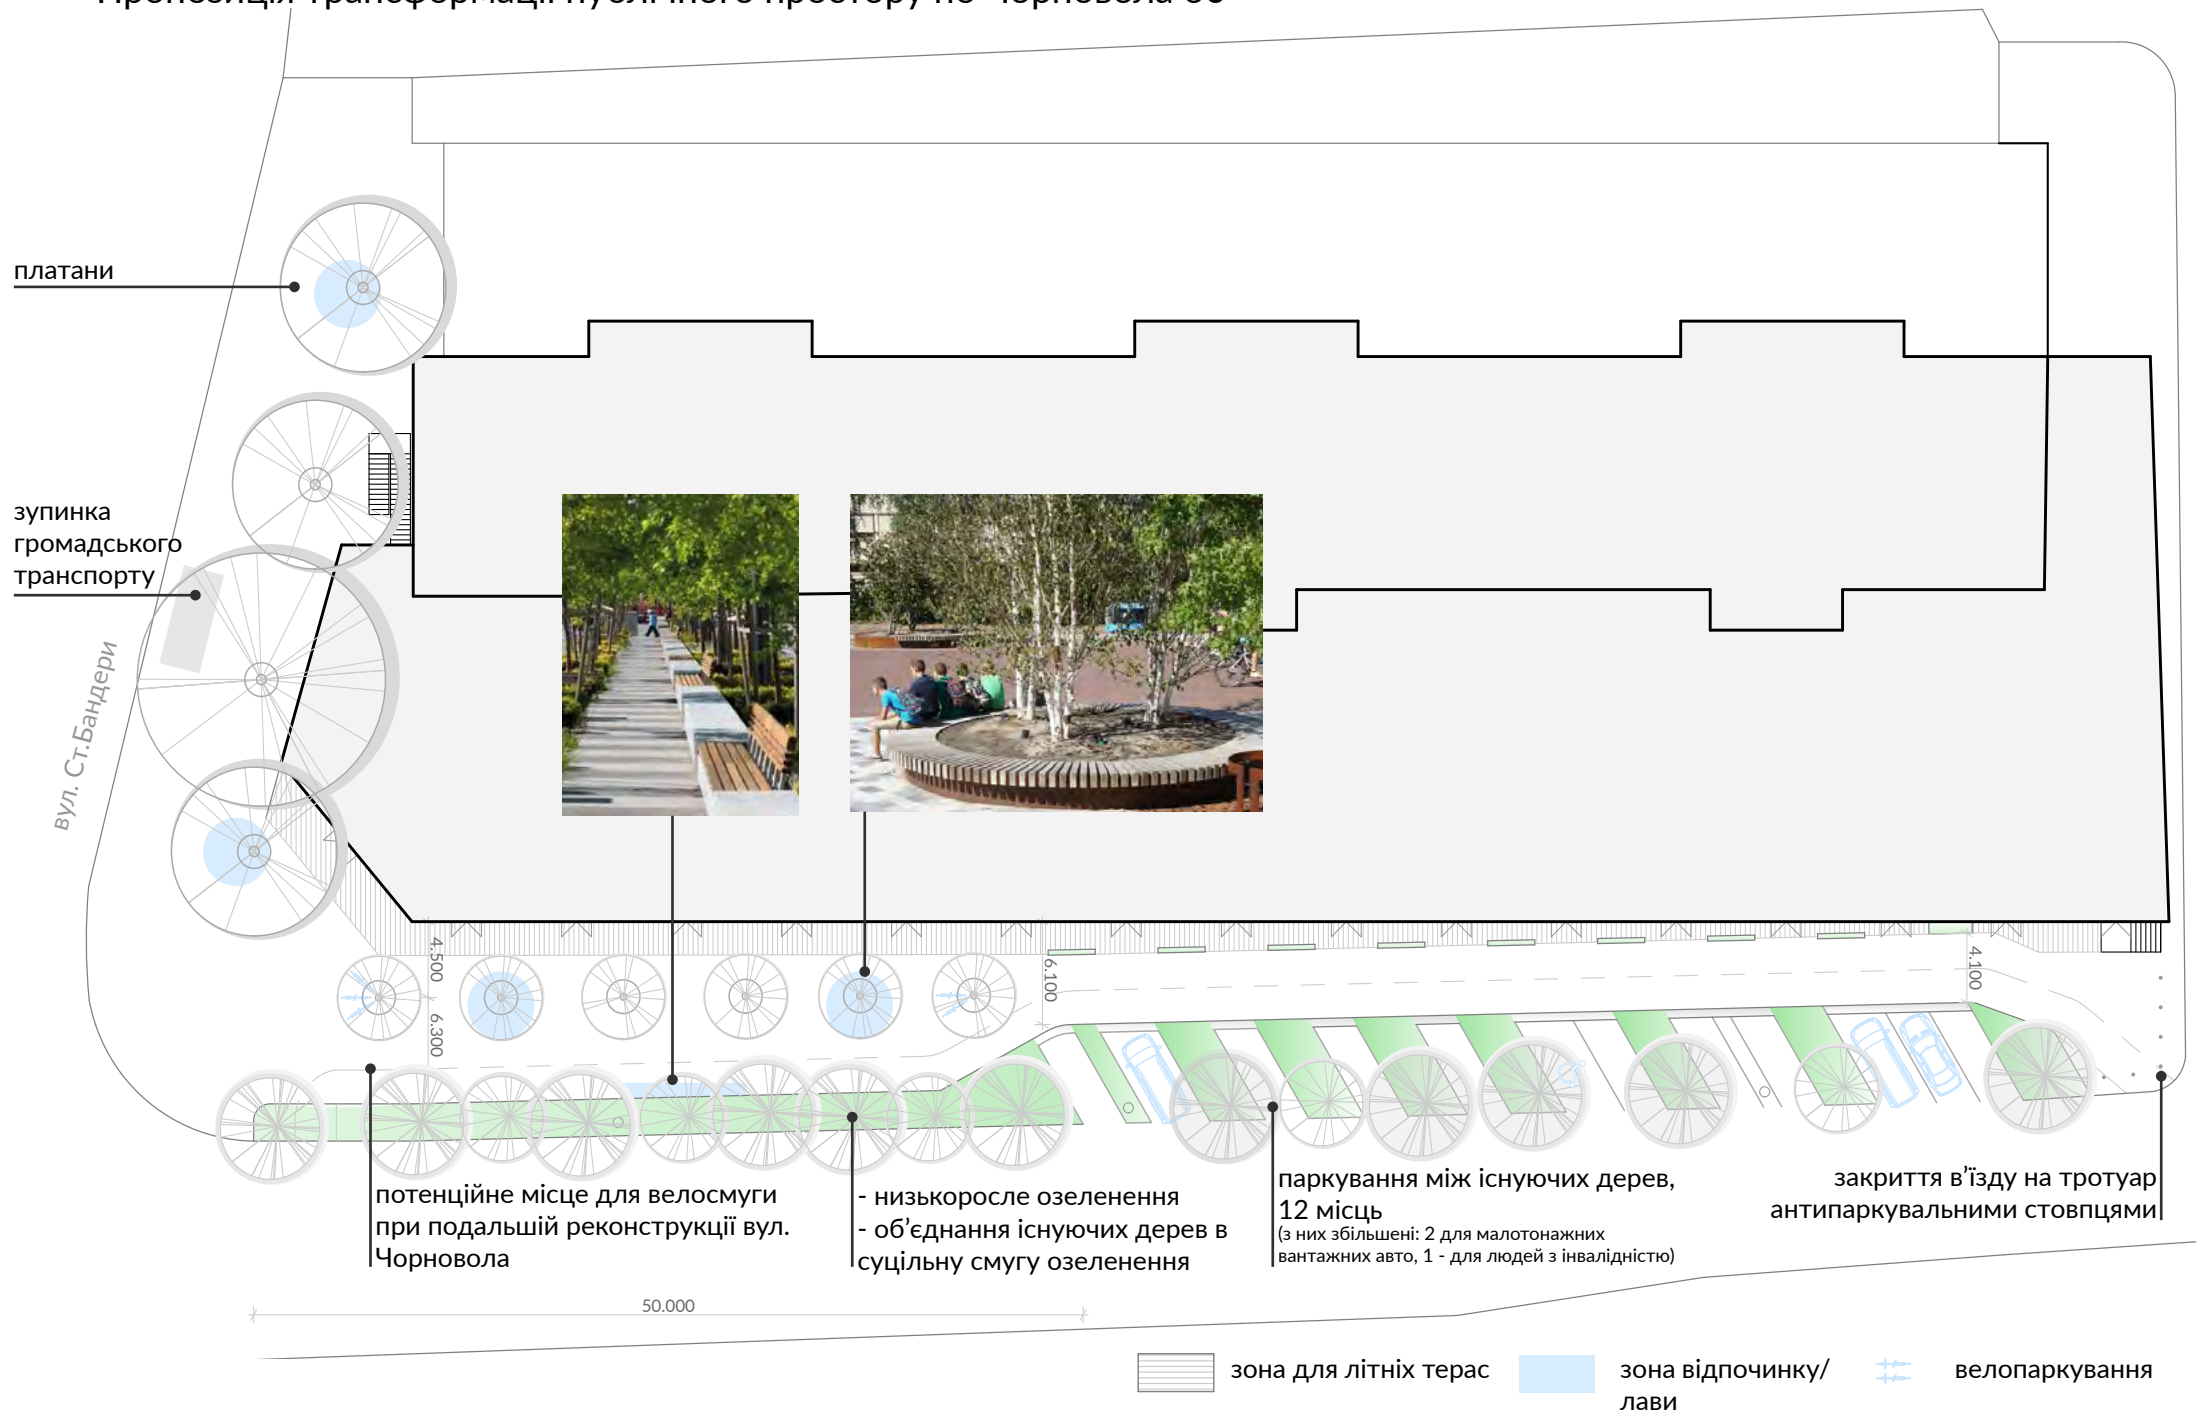 платани
зупинка
громадського
транспорту
вул. Ст.Бандери
4.500
6.300
6.100
4.100
потенційне місце для велосмуги
при подальшій реконструкції вул.
Чорновола
- низькоросле озеленення
- об’єднання існуючих дерев в
суцільну смугу озеленення
паркування між існуючих дерев,
12 місць
(з них збільшені: 2 для малотонажних
вантажних авто, 1 - для людей з інвалідністю)
закриття в’їзду на тротуар
антипаркувальними стовпцями
50.000
зона для літніх терас
зона відпочинку/
лави
велопаркування